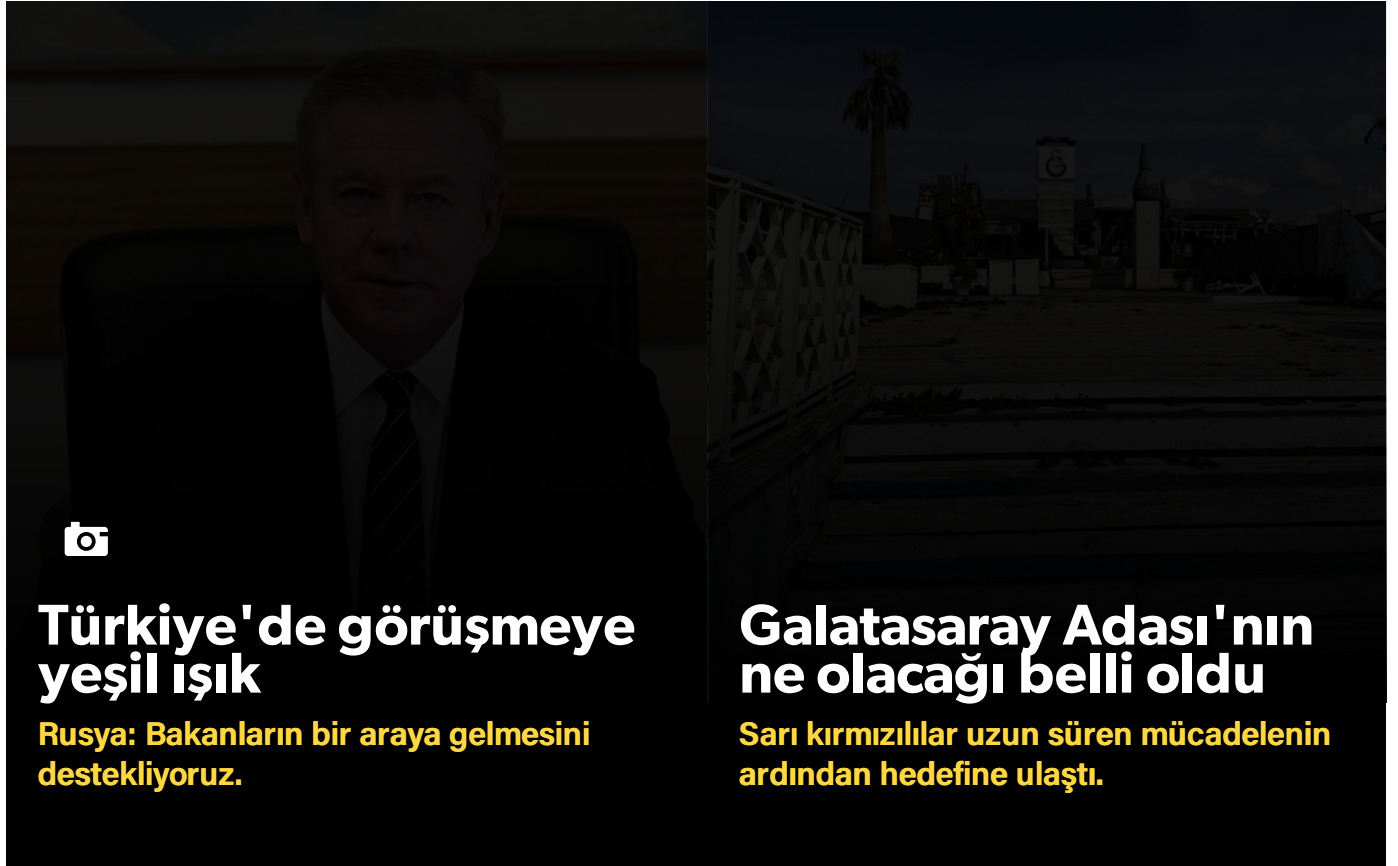 Türkiye'de görüşmeye
yeşil ışık
Rusya: Bakanların bir araya gelmesini
destekliyoruz.
Galatasaray Adası'nın
ne olacağı belli oldu
Sarı kırmızılılar uzun süren mücadelenin
ardından hedefine ulaştı.